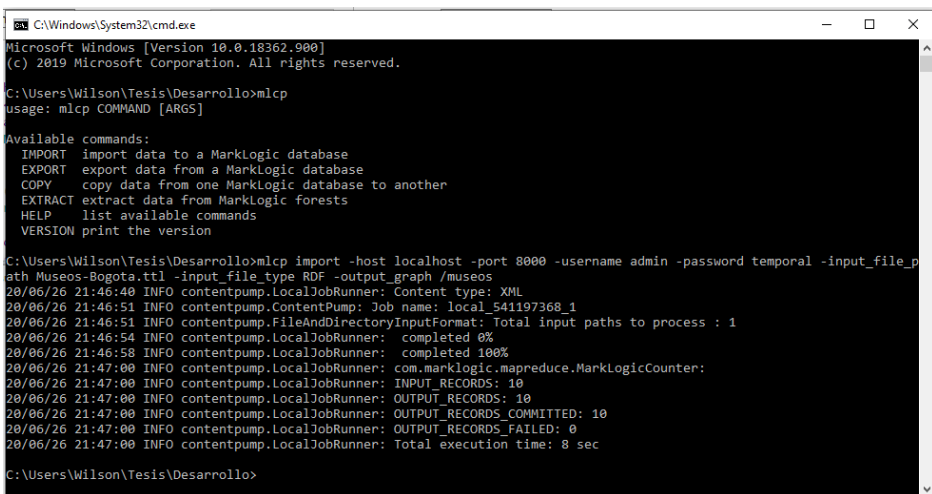 C:\Windows\System32\cmd.exe
Microsoft Windows [Version 10.0.18362.900]
(c) 2019 Microsoft Corporation. All rights reserved.
C:\Users\Wilson\Tesis\Desarrollo>mlcp
usage: mlcp COMMAND [ARGS]
Available commands:
IMPORT import data to a MarkLogic database
EXPORT export data from a MarkLogic database
COPY copy data from one MarkLogic database to another
EXTRACT extract data from MarkLogic forests
HELP list available commands
VERSION print the version
C:\Users\Wilson\Tesis\Desarrollo>mlcp import -host localhost -port 8000 -username admin -password temporal -input_file_p
ath Museos-Bogota.ttl -input_file_type RDF -output_graph /museos
20/06/26 21:46:40 INFO contentpump.LocalJobRunner: Content type: XML
20/06/26 21:46:51 INFO contentpump.ContentPump: Job name: local_541197368_1
20/06/26 21:46:51 INFO contentpump.FileAndDirectoryInputFormat: Total input paths to process : 1
20/06/26 21:46:54 INFO contentpump.LocalJobRunner:  completed 0%
20/06/26 21:46:58 INFO contentpump.LocalJobRunner:  completed 100%
20/06/26 21:47:00 INFO contentpump.LocalJobRunner: com.marklogic.mapreduce.MarkLogicCounter:
20/06/26 21:47:00 INFO contentpump.LocalJobRunner: INPUT_RECORDS: 10
20/06/26 21:47:00 INFO contentpump.LocalJobRunner: OUTPUT_RECORDS: 10
20/06/26 21:47:00 INFO contentpump.LocalJobRunner: OUTPUT_RECORDS_COMMITTED: 10
20/06/26 21:47:00 INFO contentpump.LocalJobRunner: OUTPUT_RECORDS_FAILED: 0
20/06/26 21:47:00 INFO contentpump.LocalJobRunner: Total execution time: 8 sec
C:\Users\Wilson\Tesis\Desarrollo>